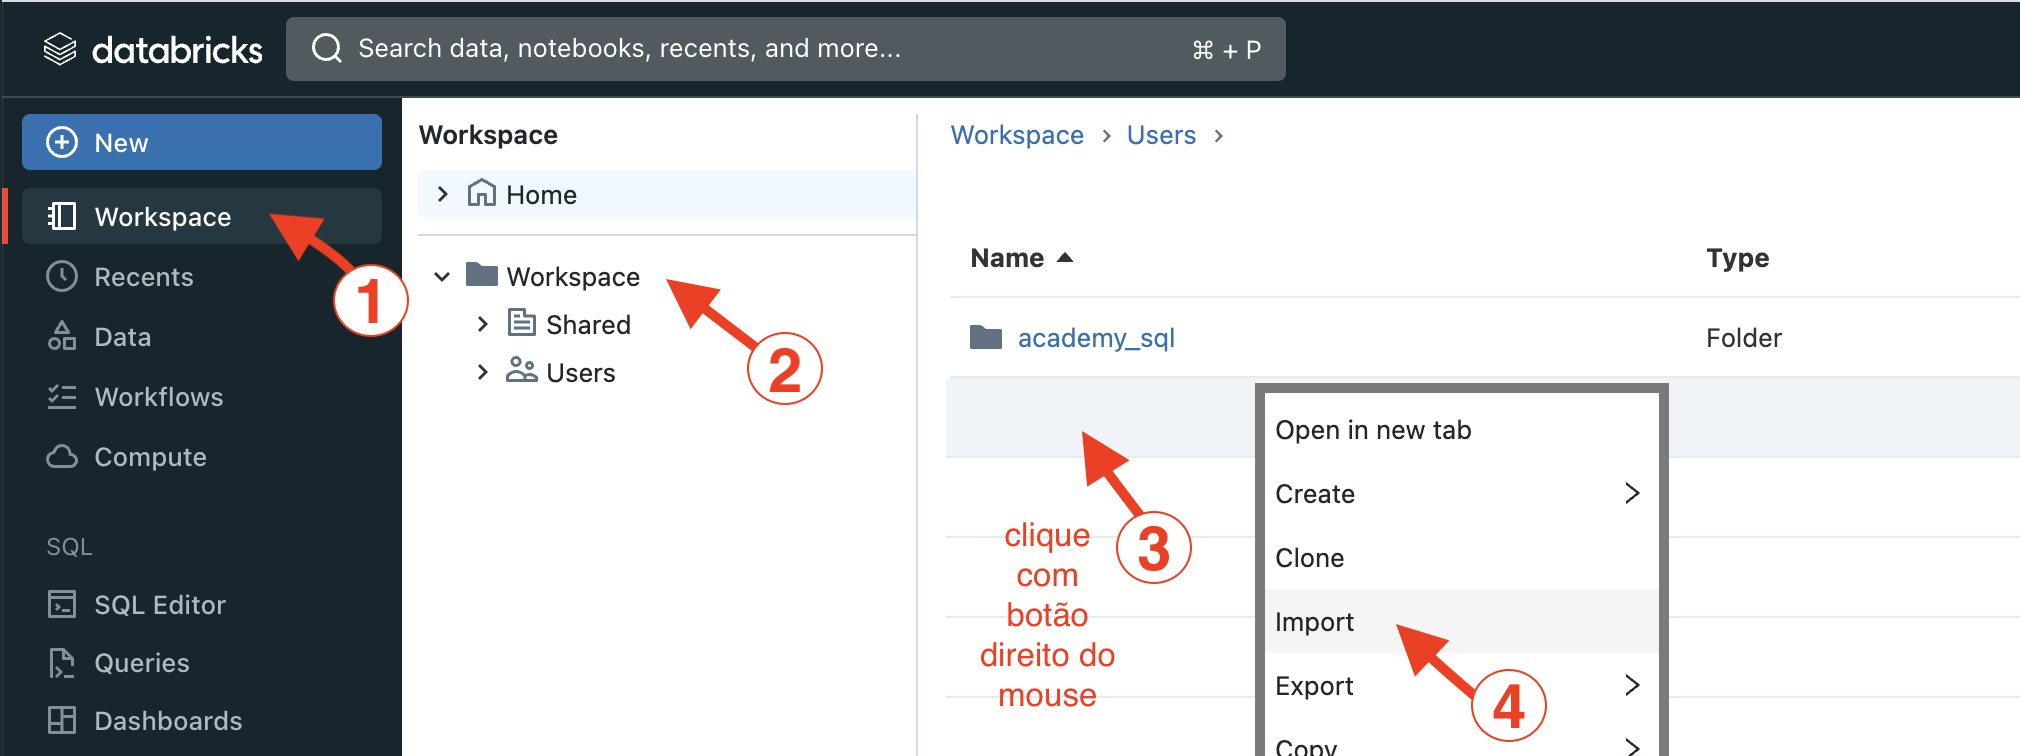 databricks
Search data, notebooks, recents, and more...
⌘ + P
New
Workspace
Recents
Data
Workflows
Compute
SQL
SQL Editor
Queries
Dashboards
1
Workspace
Home
Workspace
Shared
Users
2
Workspace > Users >
Name Type
academy_sql Folder
3
clique
com
botão
direito do
mouse
Open in new tab
Create
Clone
Import
Export
Copy
4